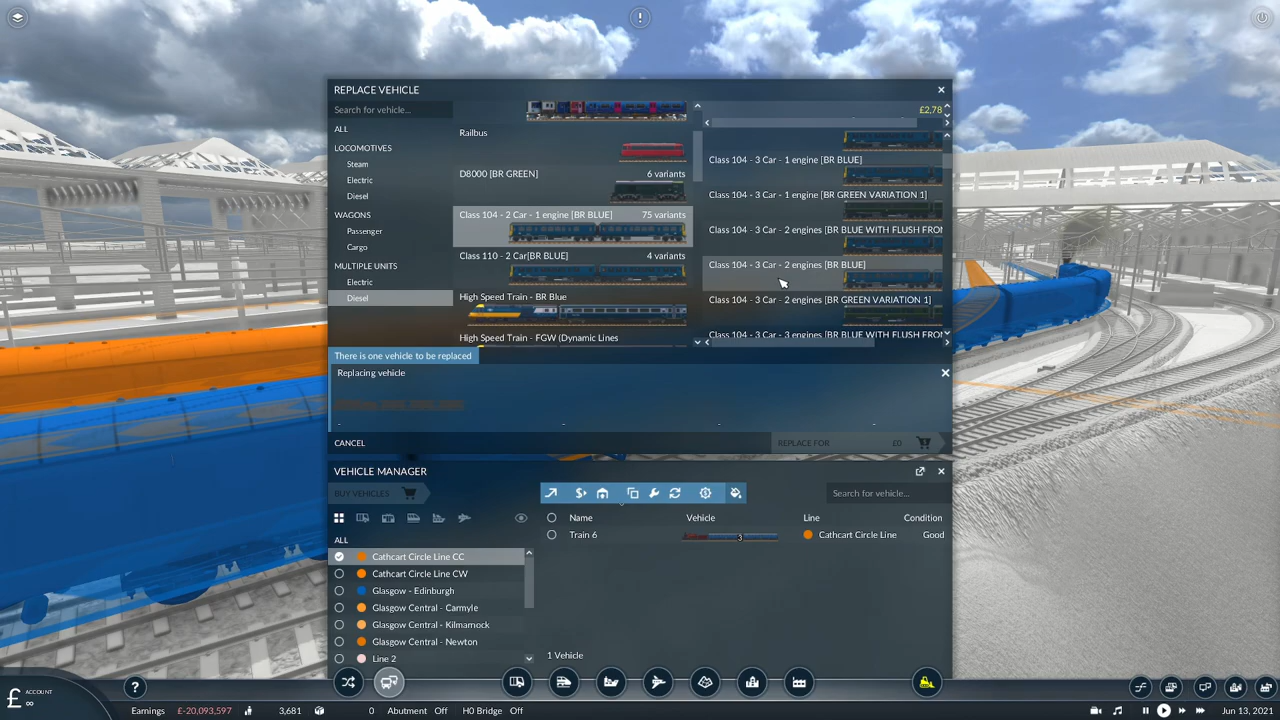 REPLACE VEHICLE
Search for vehicle...
£2,78
ALL
LOCOMOTIVES
Steam
Electric
Diesel
WAGONS
Passenger
Cargo
MULTIPLE UNITS
Electric
Diesel
Railbus
D8000 [BR GREEN] 6 variants
Class 104 - 2 Car - 1 engine [BR BLUE] 75 variants
Class 110 - 2 Car[BR BLUE] 4 variants
High Speed Train - BR Blue
High Speed Train - FGW (Dynamic Lines
Class 104 - 3 Car - 1 engine [BR BLUE]
Class 104 - 3 Car - 1 engine [BR GREEN VARIATION 1]
Class 104 - 3 Car - 2 engines [BR BLUE WITH FLUSH FRON
Class 104 - 3 Car - 2 engines [BR BLUE]
Class 104 - 3 Car - 2 engines [BR GREEN VARIATION 1]
Class 104 - 3 Car - 3 engines [BR BLUE WITH FLUSH FRON
There is one vehicle to be replaced
Replacing vehicle
- - - -
CANCEL
REPLACE FOR £0
VEHICLE MANAGER
BUY VEHICLES
Search for vehicle...
Name Vehicle Line Condition
Train 6 3 Cathcart Circle Line Good
ALL
Cathcart Circle Line CC
Cathcart Circle Line CW
Glasgow - Edinburgh
Glasgow Central - Carmyle
Glasgow Central - Kilmarnock
Glasgow Central - Newton
Line 2
1 Vehicle
£ ACCOUNT
∞
?
Earnings £-20,093,597 3,681 0 Abutment Off H0 Bridge Off Jun 13, 2021